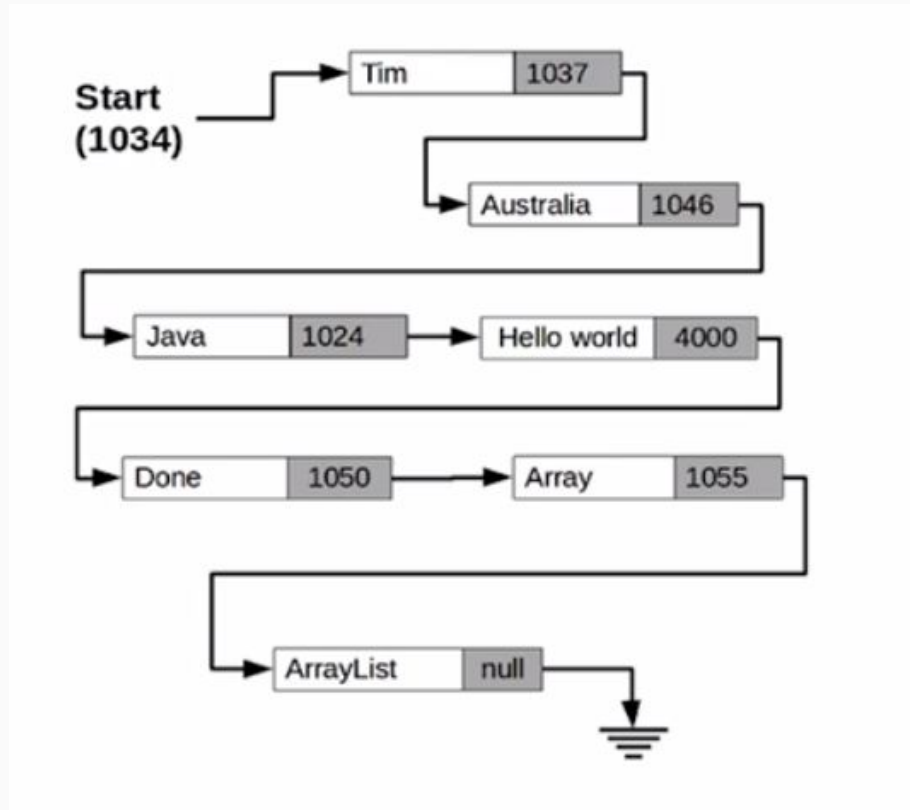 Start
(1034)
Tim 1037
Australia 1046
Java 1024
Hello world 4000
Done 1050
Array 1055
ArrayList null